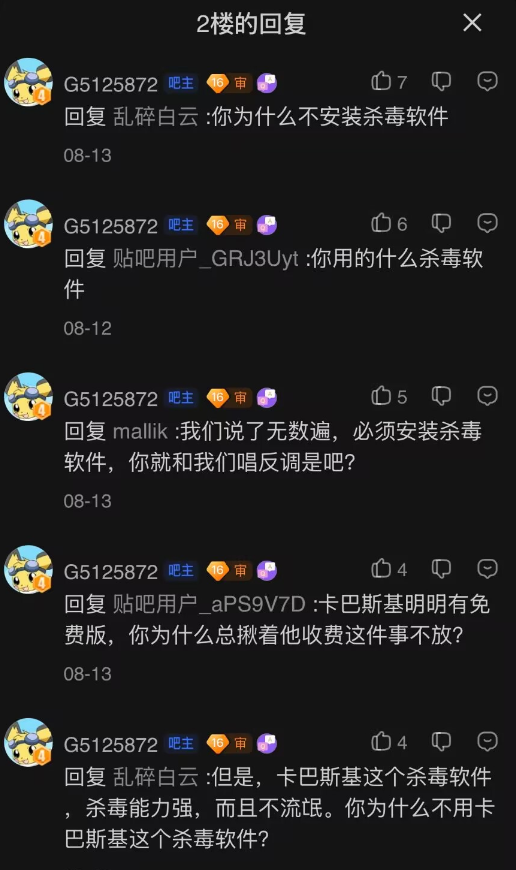 2楼的回复
G5125872 吧主 16 审 7
回复 乱碎白云 :你为什么不安装杀毒软件
08-13
G5125872 吧主 16 审 6
回复 贴吧用户_GRJ3Uyt :你用的什么杀毒软
件
08-12
G5125872 吧主 16 审 5
回复 mallik :我们说了无数遍，必须安装杀毒
软件，你就和我们唱反调是吧？
08-13
G5125872 吧主 16 审 4
回复 贴吧用户_aPS9V7D :卡巴斯基明明有免
费版，你为什么总揪着他收费这件事不放？
08-13
G5125872 吧主 16 审 4
回复 乱碎白云 :但是，卡巴斯基这个杀毒软件
，杀毒能力强，而且不流氓。你为什么不用卡
巴斯基这个杀毒软件？